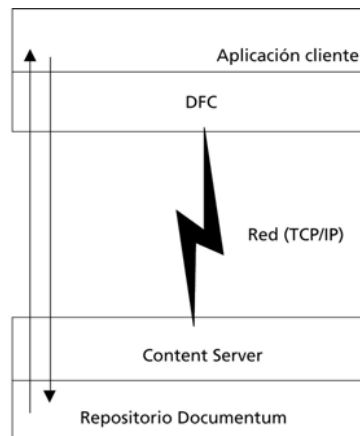 Aplicación cliente
DFC
Red (TCP/IP)
Content Server
Repositorio Documentum